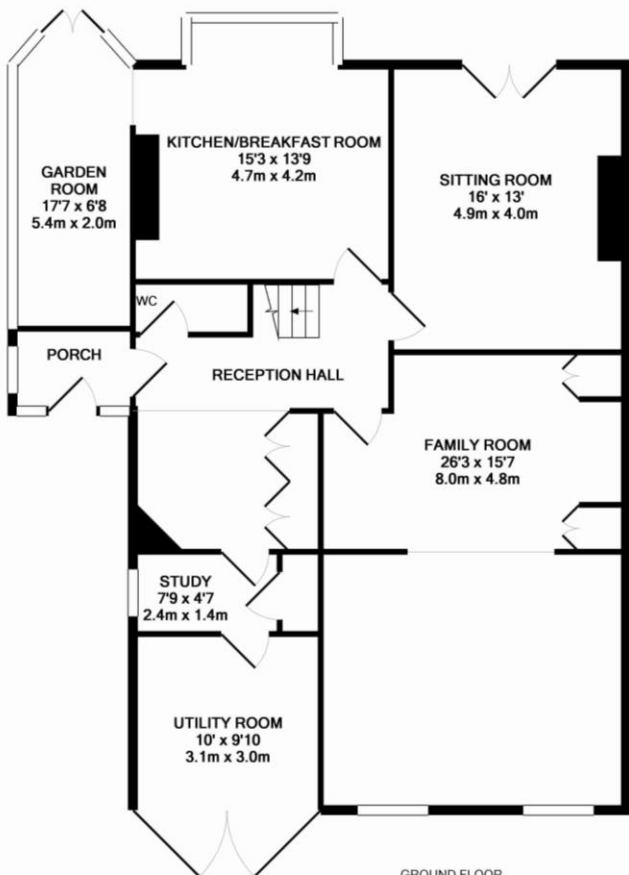 KITCHEN/BREAKFAST ROOM
15'3 x 13'9
4.7m x 4.2m
GARDEN
ROOM
17'7 x 6'8
5.4m x 2.0m
SITTING ROOM
16' x 13'
4.9m x 4.0m
WC
PORCH
RECEPTION HALL
FAMILY ROOM
26'3 x 15'7
8.0m x 4.8m
STUDY
7'9 x 4'7
2.4m x 1.4m
UTILITY ROOM
10' x 9'10
3.1m x 3.0m
GROUND FLOOR